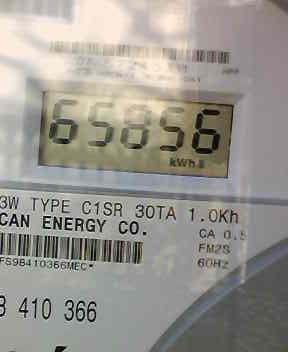 65856
kWh
3W TYPE C1SR 30TA 1.0Kh
CAN ENERGY CO.
CA 0.5
FM2S
60Hz
FS98410366MEC*
8 410 366